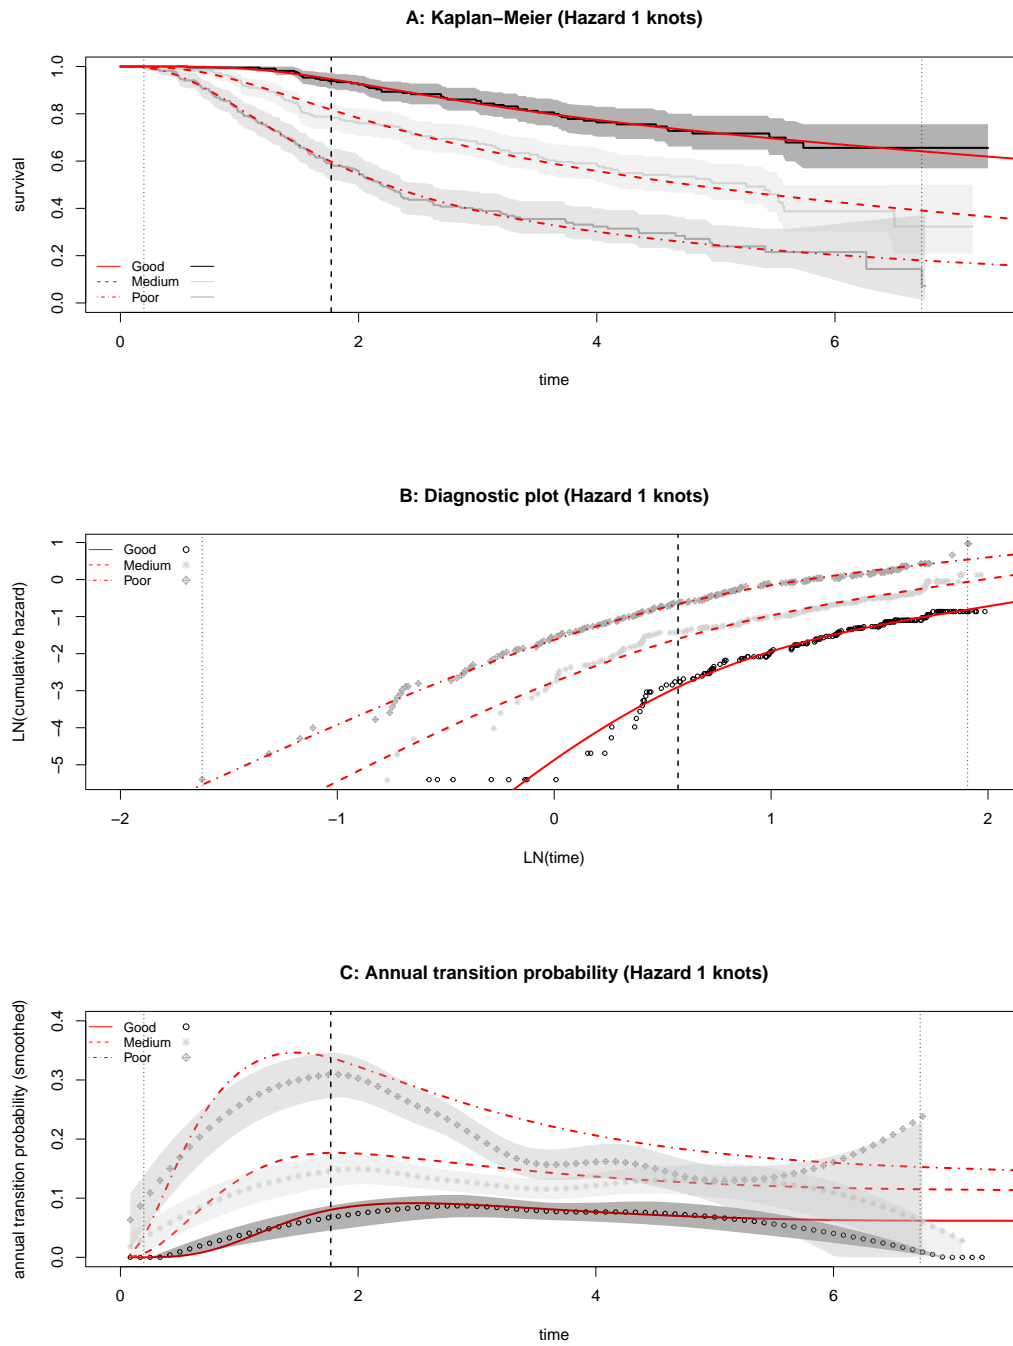 A: Kaplan−Meier (Hazard 1 knots)
survival
1.0
0.8
0.6
0.4
0.2
0.0
Good
Medium
Poor
0 2 4 6
time
B: Diagnostic plot (Hazard 1 knots)
LN(cumulative hazard)
1
0
−1
−2
−3
−4
−5
Good
Medium
Poor
−2 −1 0 1 2
LN(time)
C: Annual transition probability (Hazard 1 knots)
annual transition probability (smoothed)
0.4
0.3
0.2
0.1
0.0
Good
Medium
Poor
0 2 4 6
time